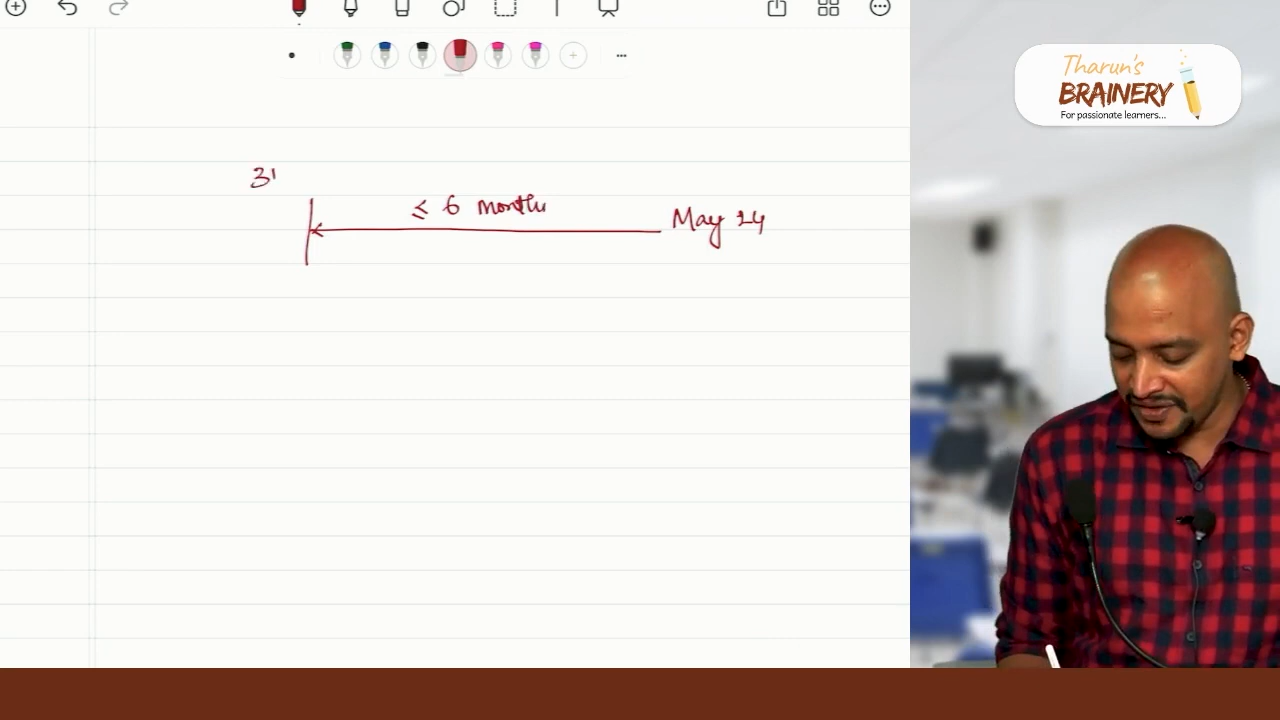 Tharun's
BRAINERY
For passionate learners...
31
≤ 6 months
May 24